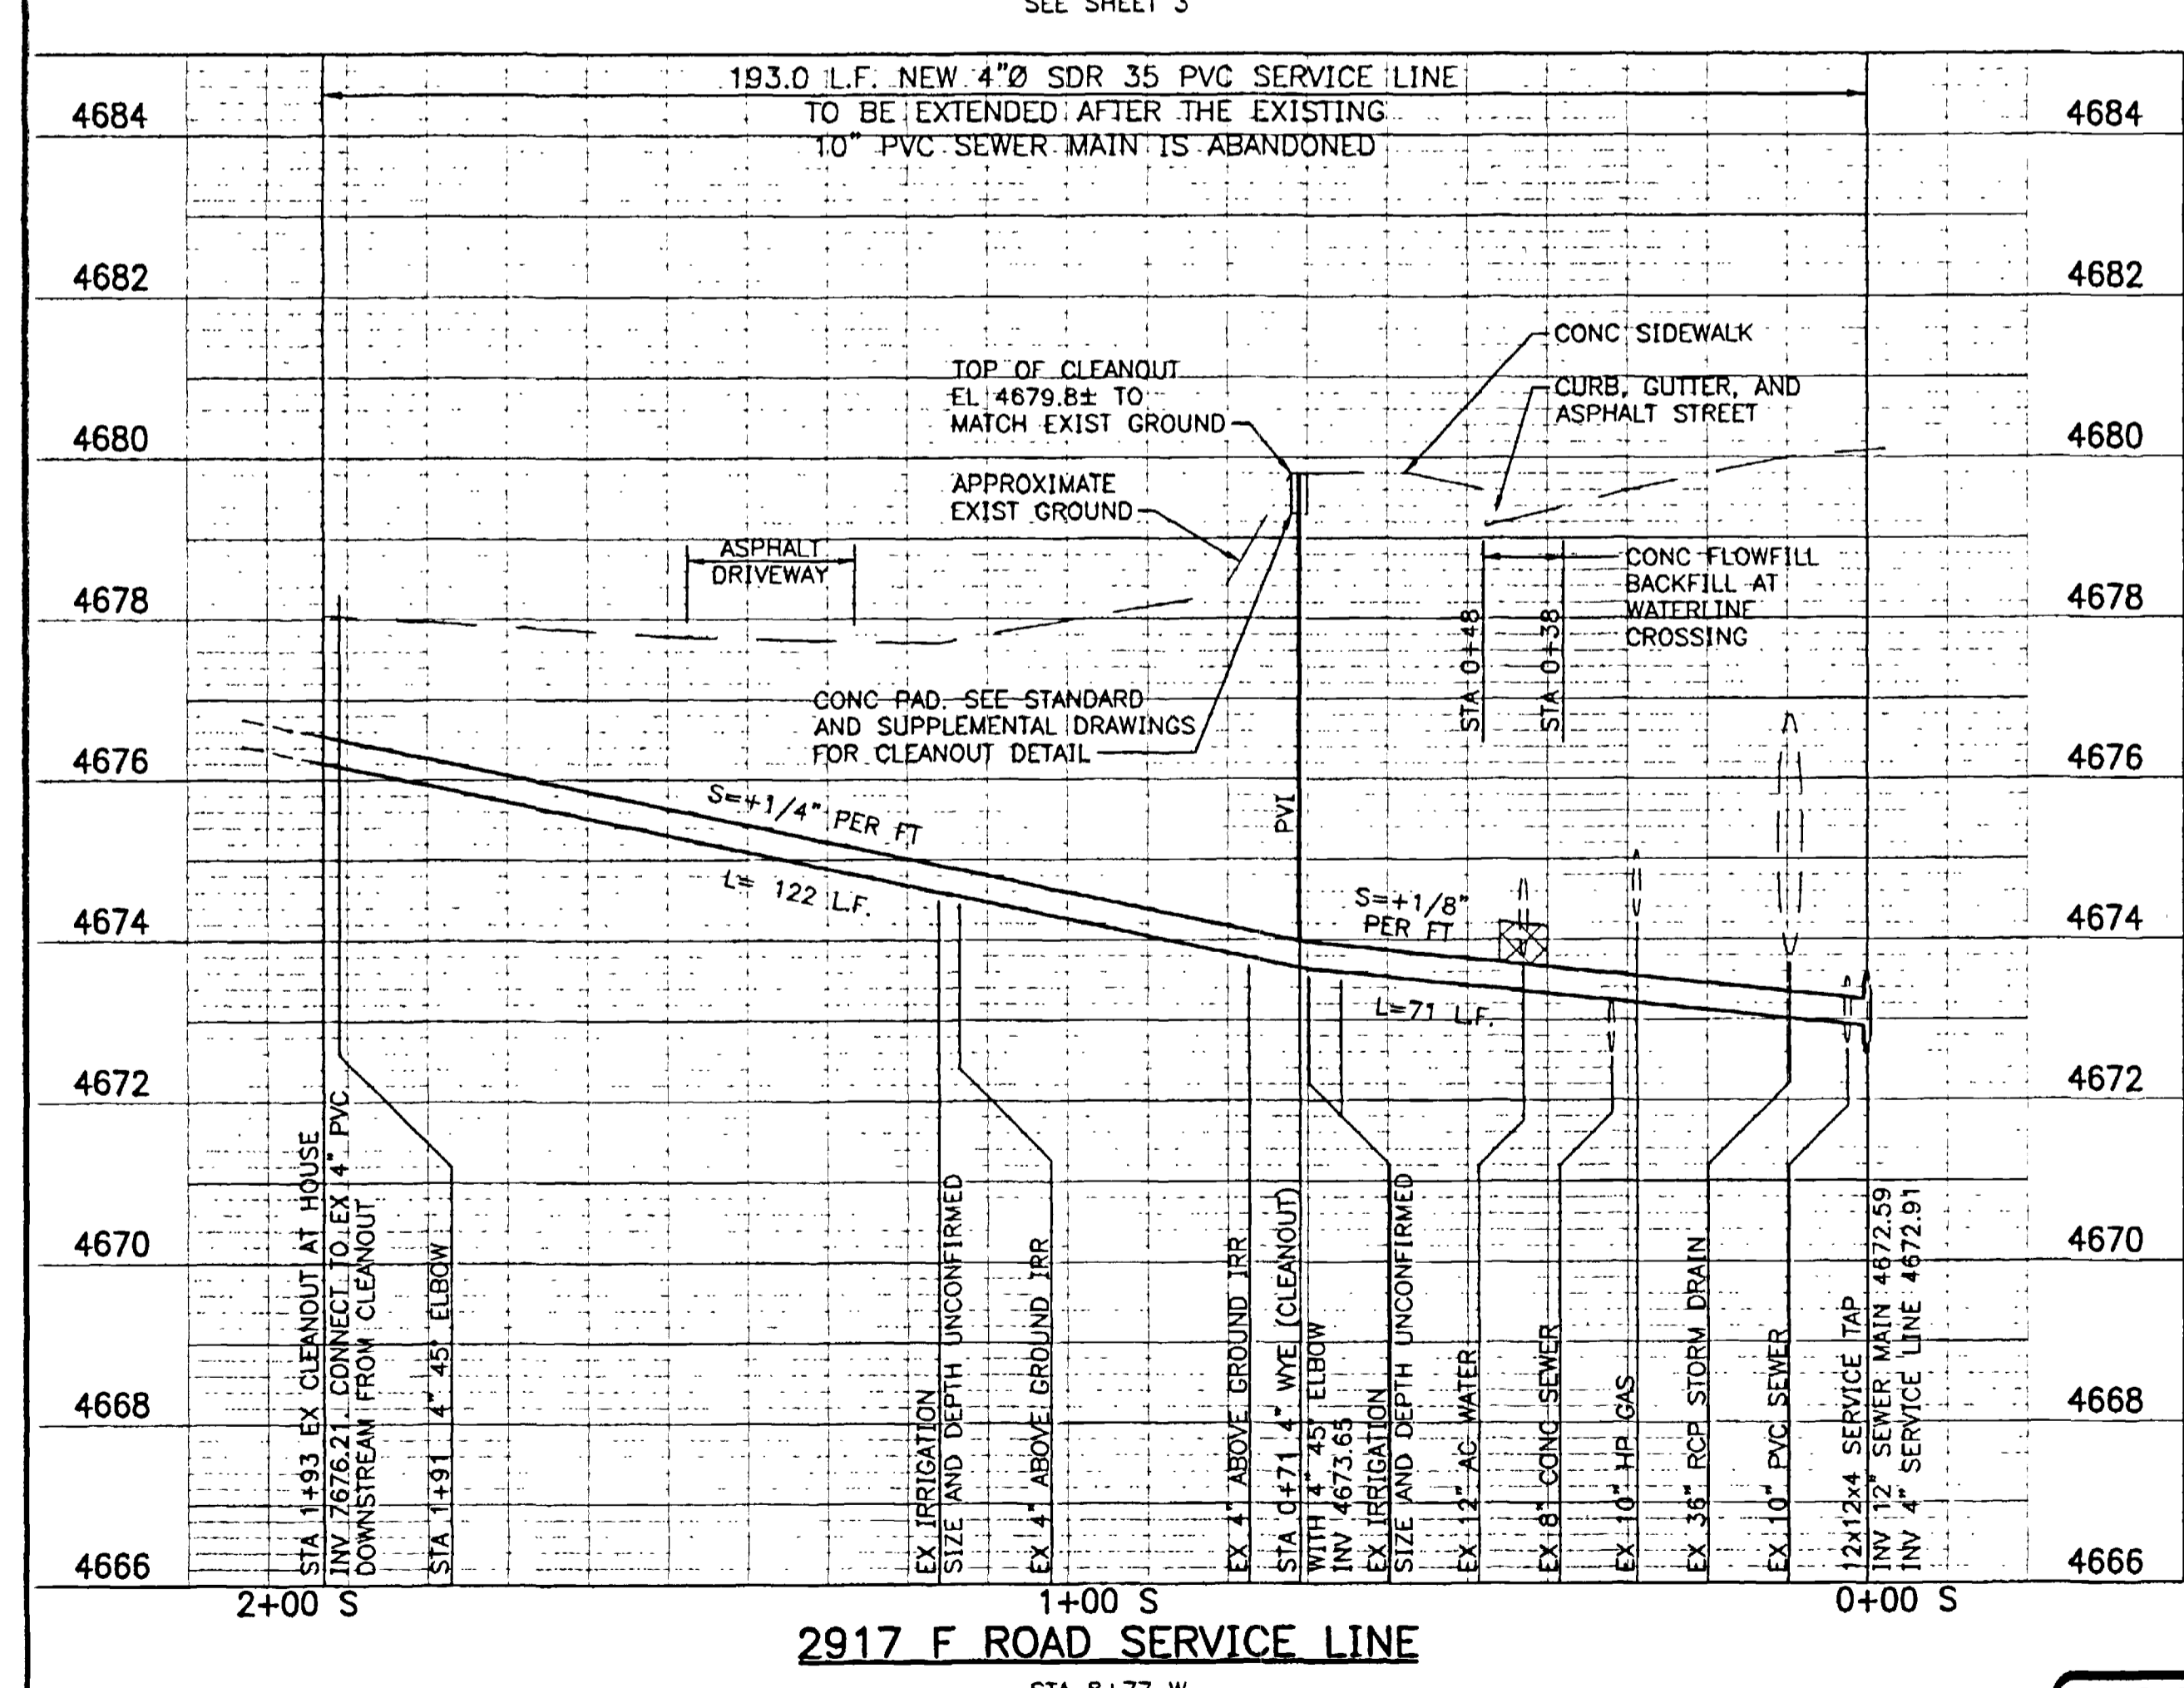 SEE SHEET 3
193.0 L.F. NEW 4"Ø SDR 35 PVC SERVICE LINE
TO BE EXTENDED AFTER THE EXISTING
10" PVC SEWER MAIN IS ABANDONED
4684
4684
4682
4682
4680
4680
4678
4678
4676
4676
4674
4674
4672
4672
4670
4670
4668
4668
4666
4666
CONC SIDEWALK
TOP OF CLEANOUT
EL 4679.8± TO
MATCH EXIST GROUND
CURB, GUTTER, AND
ASPHALT STREET
APPROXIMATE
EXIST GROUND
ASPHALT
DRIVEWAY
CONC FLOWFILL
BACKFILL AT
WATERLINE
CROSSING
STA 0+48
STA 0+38
CONC PAD. SEE STANDARD
AND SUPPLEMENTAL DRAWINGS
FOR CLEANOUT DETAIL
PVI
S=+1/4" PER FT
L= 122 L.F.
S=+1/8"
PER FT
L=71 L.F.
STA 1+93 EX CLEANOUT AT HOUSE
INV 7676.21. CONNECT TO EX 4" PVC
DOWNSTREAM FROM CLEANOUT
STA 1+91 4" 45° ELBOW
EX IRRIGATION
SIZE AND DEPTH UNCONFIRMED
EX 4" ABOVE GROUND IRR
EX 4" ABOVE GROUND IRR
STA 0+71 4" WYE (CLEANOUT)
WITH 4" 45° ELBOW
INV 4673.65
EX IRRIGATION
SIZE AND DEPTH UNCONFIRMED
EX 12" AC WATER
EX 8" CONC SEWER
EX 10" HP GAS
EX 36" RCP STORM DRAIN
EX 10" PVC SEWER
12x12x4 SERVICE TAP
INV 12" SEWER MAIN 4672.59
INV 4" SERVICE LINE 4672.91
2+00 S
1+00 S
0+00 S
2917 F ROAD SERVICE LINE
STA 8+77 W